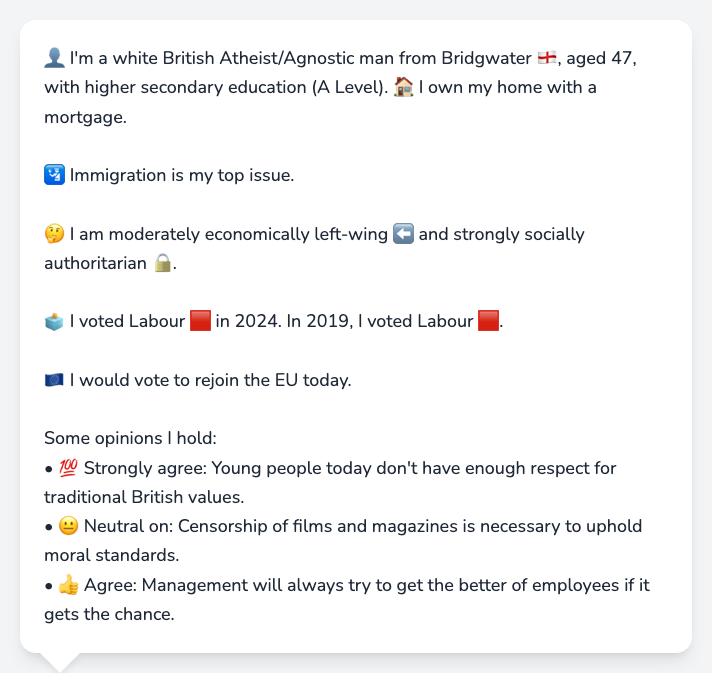 👤 I'm a white British Atheist/Agnostic man from Bridgwater 🏴󠁧󠁢󠁥󠁮󠁧󠁿, aged 47,
with higher secondary education (A Level). 🏠 I own my home with a
mortgage.
🛂 Immigration is my top issue.
🤔 I am moderately economically left-wing ⬅️ and strongly socially
authoritarian 🔒.
🗳️ I voted Labour 🟥 in 2024. In 2019, I voted Labour 🟥.
🇪🇺 I would vote to rejoin the EU today.
Some opinions I hold:
• 💯 Strongly agree: Young people today don't have enough respect for
traditional British values.
• 😐 Neutral on: Censorship of films and magazines is necessary to uphold
moral standards.
• 👍 Agree: Management will always try to get the better of employees if it
gets the chance.